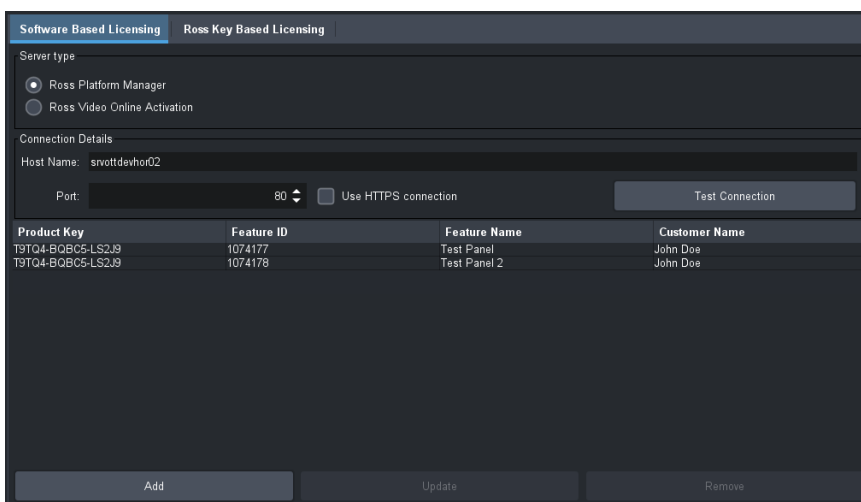 Software Based Licensing Ross Key Based Licensing
Server type
Ross Platform Manager
Ross Video Online Activation
Connection Details
Host Name: srvottdevhor02
Port: 80 Use HTTPS connection Test Connection
Product Key Feature ID Feature Name Customer Name
T9TQ4-BQBC5-LS2J9 1074177 Test Panel John Doe
T9TQ4-BQBC5-LS2J9 1074178 Test Panel 2 John Doe
Add Update Remove